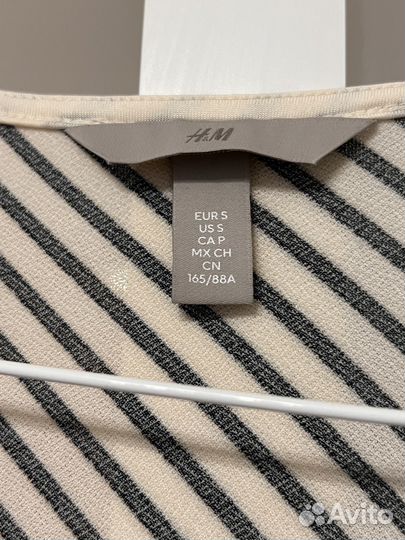 H&M
EUR S
US S
CA P
MX CH
CN
165/88A
Avito